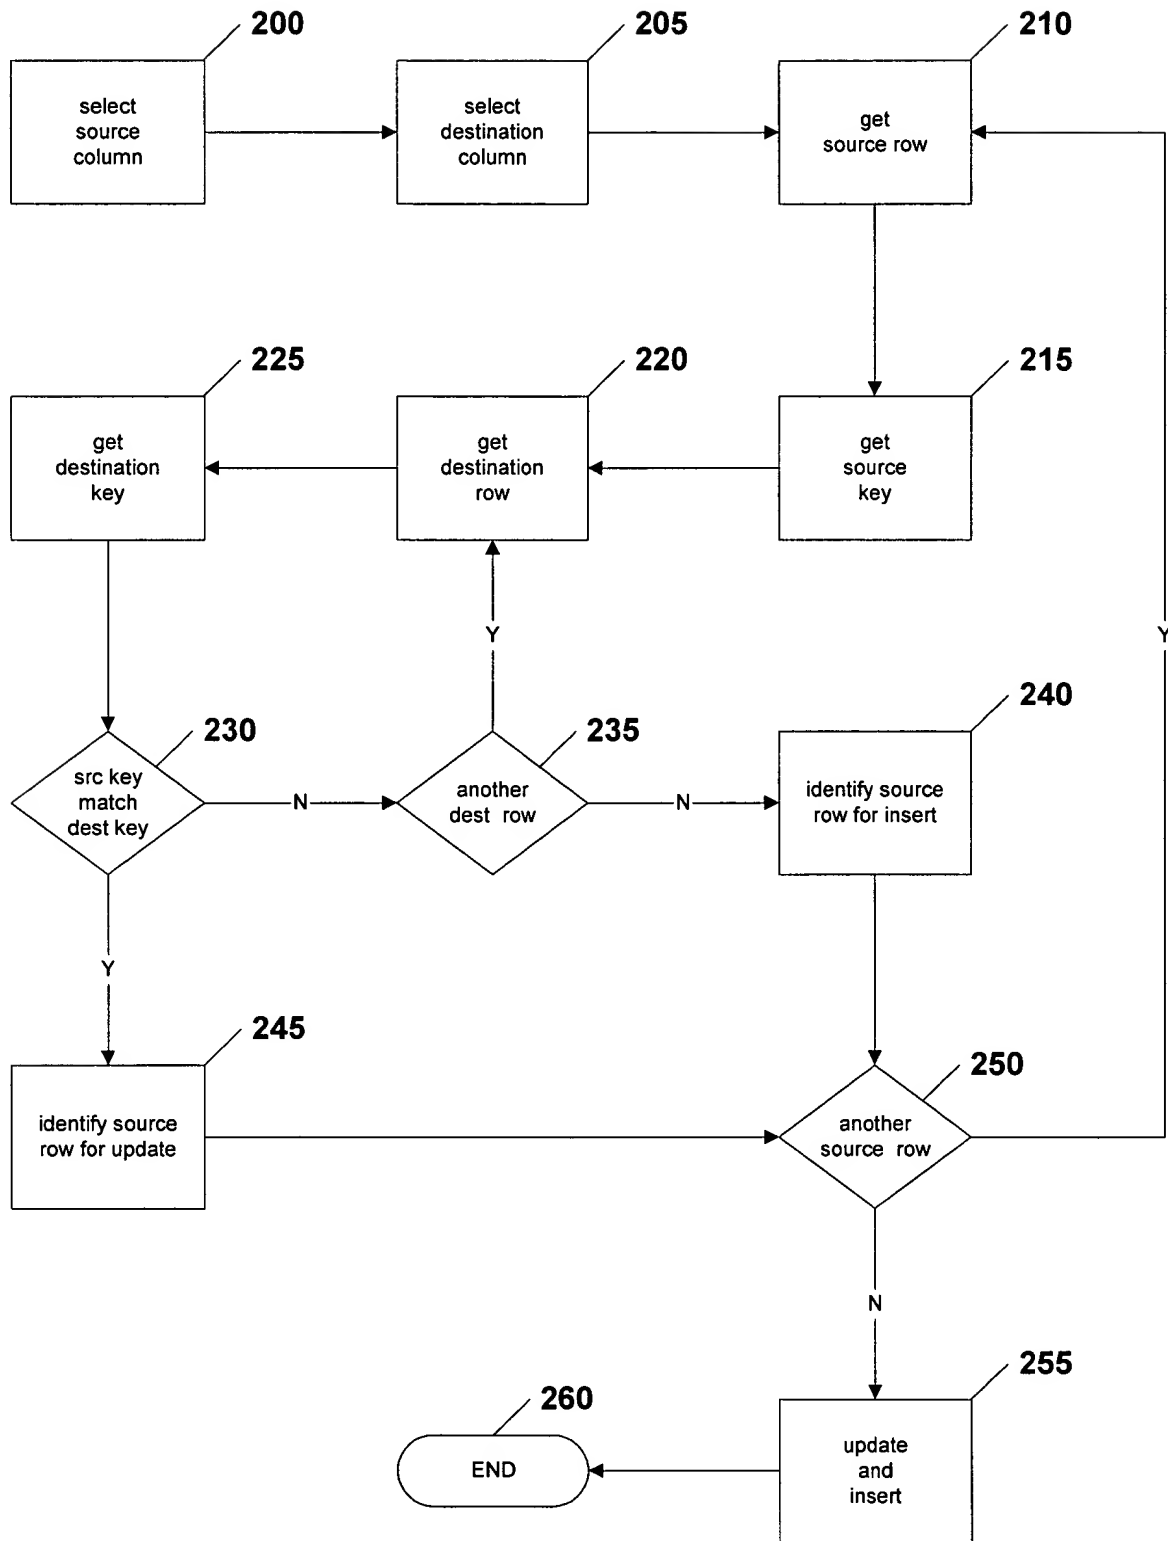 200
select
source
column
205
select
destination
column
210
get
source row
225
get
destination
key
220
get
destination
row
215
get
source
key
Y
Y
230
src key
match
dest key
N
235
another
dest row
N
240
identify source
row for insert
Y
245
identify source
row for update
250
another
source row
N
255
update
and
insert
260
END